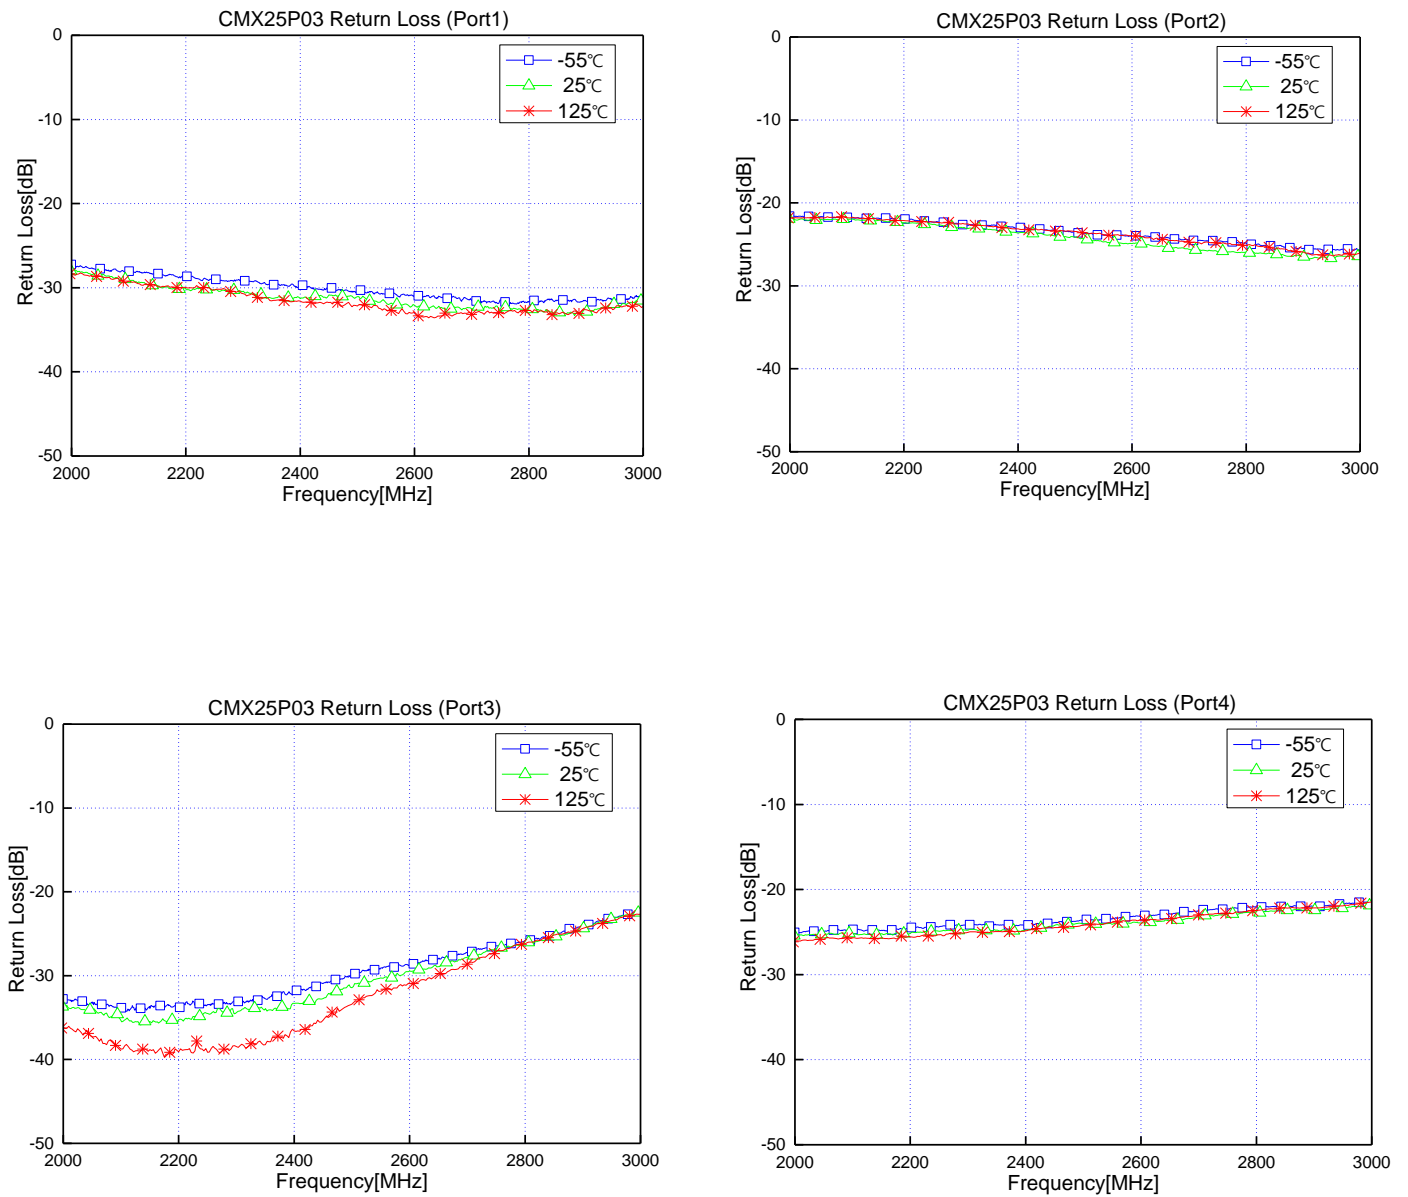 CMX25P03 Return Loss (Port1)
0
-10
-20
-30
-40
-50
Return Loss[dB]
-55℃
25℃
125℃
2000 2200 2400 2600 2800 3000
Frequency[MHz]
CMX25P03 Return Loss (Port2)
0
-10
-20
-30
-40
-50
Return Loss[dB]
-55℃
25℃
125℃
2000 2200 2400 2600 2800 3000
Frequency[MHz]
CMX25P03 Return Loss (Port3)
0
-10
-20
-30
-40
-50
Return Loss[dB]
-55℃
25℃
125℃
2000 2200 2400 2600 2800 3000
Frequency[MHz]
CMX25P03 Return Loss (Port4)
0
-10
-20
-30
-40
-50
Return Loss[dB]
-55℃
25℃
125℃
2000 2200 2400 2600 2800 3000
Frequency[MHz]